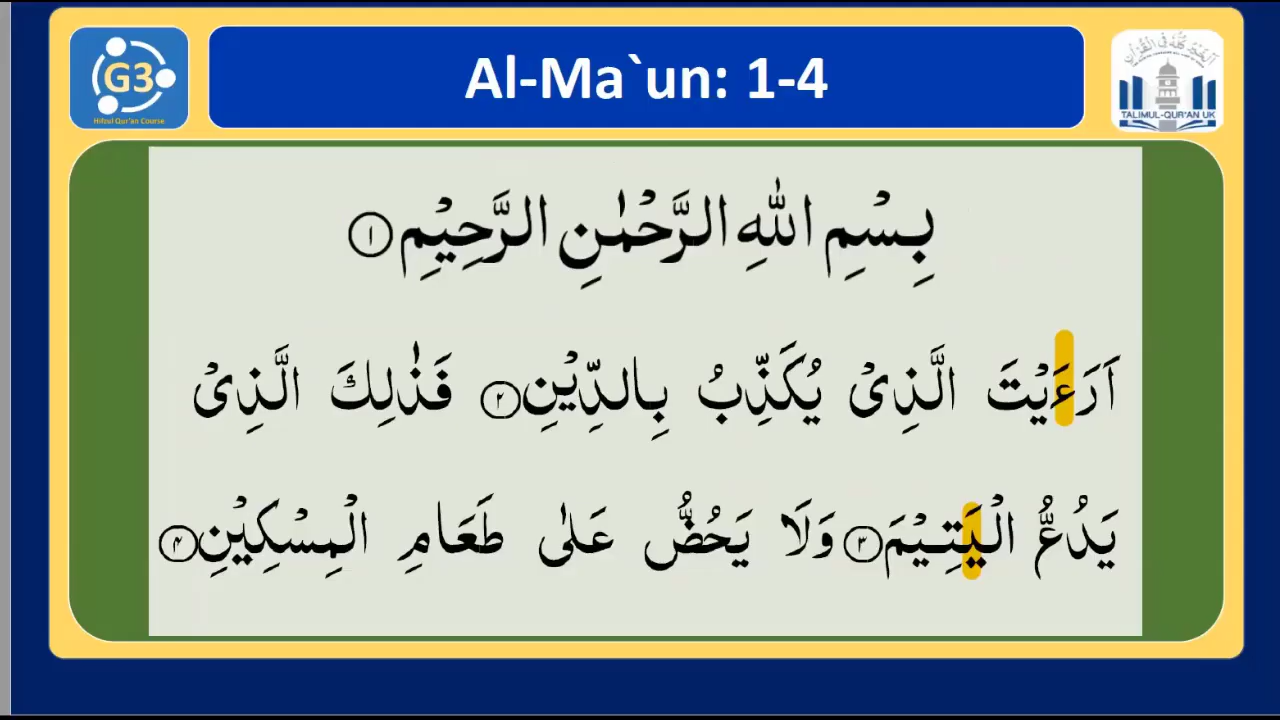 G3
Hifzul Qur'an Course
Al-Ma`un: 1-4
TALIMUL-QUR'AN UK
بِسْمِ اللّٰهِ الرَّحْمٰنِ الرَّحِيْمِ ١
اَرَءَيْتَ الَّذِىْ يُكَذِّبُ بِالدِّيْنِ ٢ فَذٰلِكَ الَّذِىْ
يَدُعُّ الْيَتِيْمَ ٣ وَلَا يَحُضُّ عَلٰى طَعَامِ الْمِسْكِيْنِ ۴